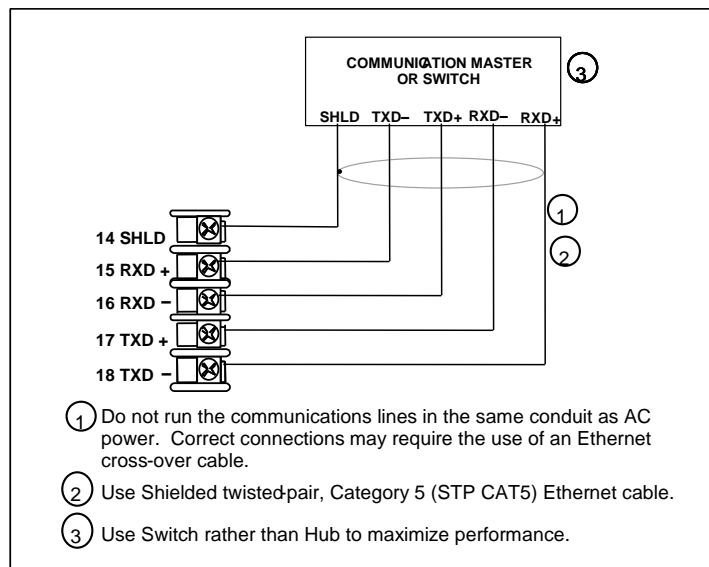 COMMUNICATION MASTER
OR SWITCH
3
SHLD TXD– TXD+ RXD– RXD+
1
2
14 SHLD
15 RXD +
16 RXD –
17 TXD +
18 TXD –
1 Do not run the communications lines in the same conduit as AC
power. Correct connections may require the use of an Ethernet
cross-over cable.
2 Use Shielded twisted-pair, Category 5 (STP CAT5) Ethernet cable.
3 Use Switch rather than Hub to maximize performance.